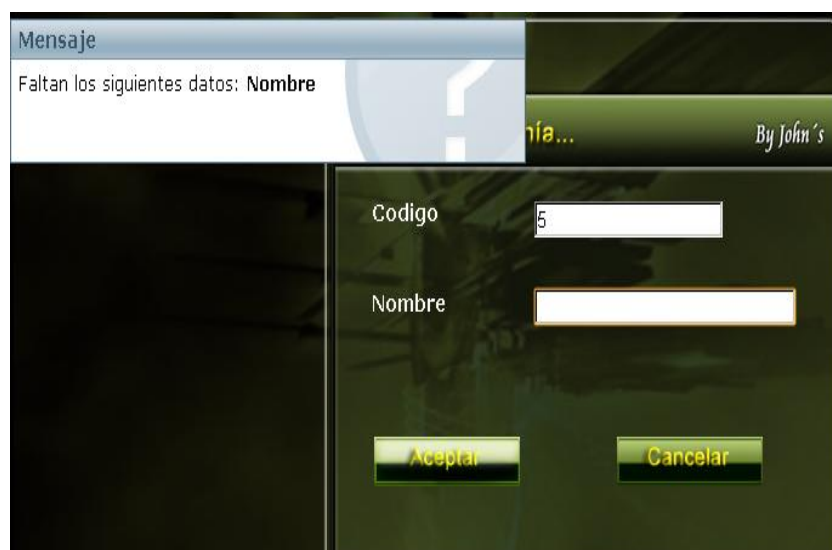 Mensaje
Faltan los siguientes datos: Nombre
nía...
By John´s
Codigo
5
Nombre
Aceptar
Cancelar